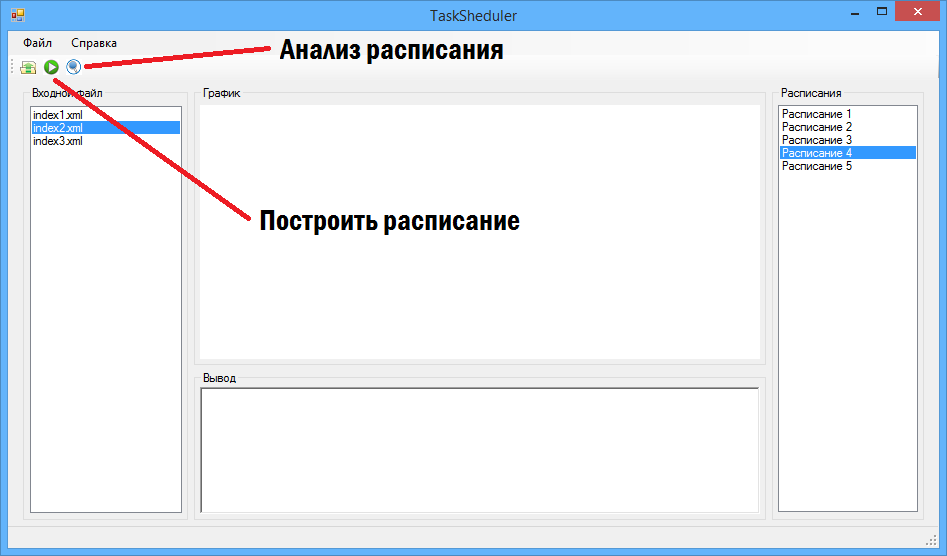 TaskSheduler
Файл Справка
Анализ расписания
Входной файл
index1.xml
index2.xml
index3.xml
График
Построить расписание
Вывод
Расписания
Расписание 1
Расписание 2
Расписание 3
Расписание 4
Расписание 5